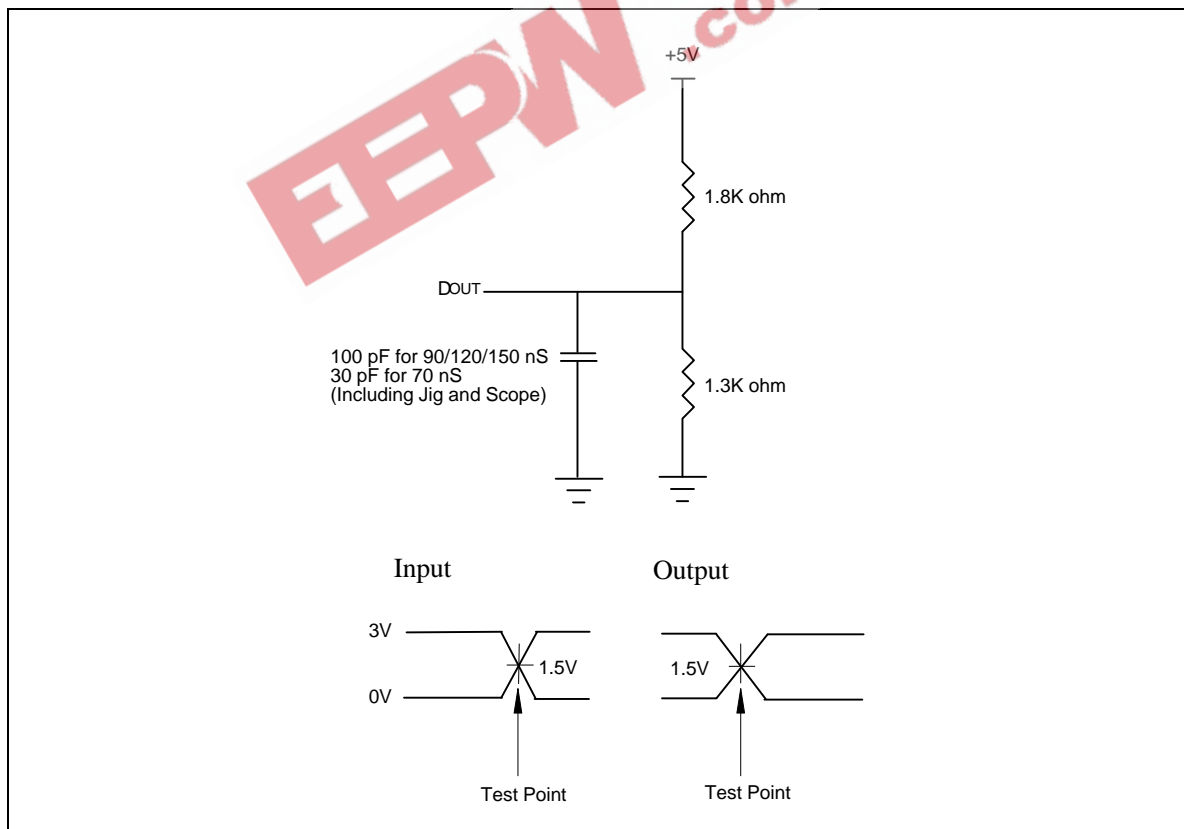 EEPW.co
+5V
1.8K ohm
DOUT
100 pF for 90/120/150 nS
30 pF for 70 nS
(Including Jig and Scope)
1.3K ohm
Input
Output
3V
1.5V
1.5V
0V
Test Point
Test Point